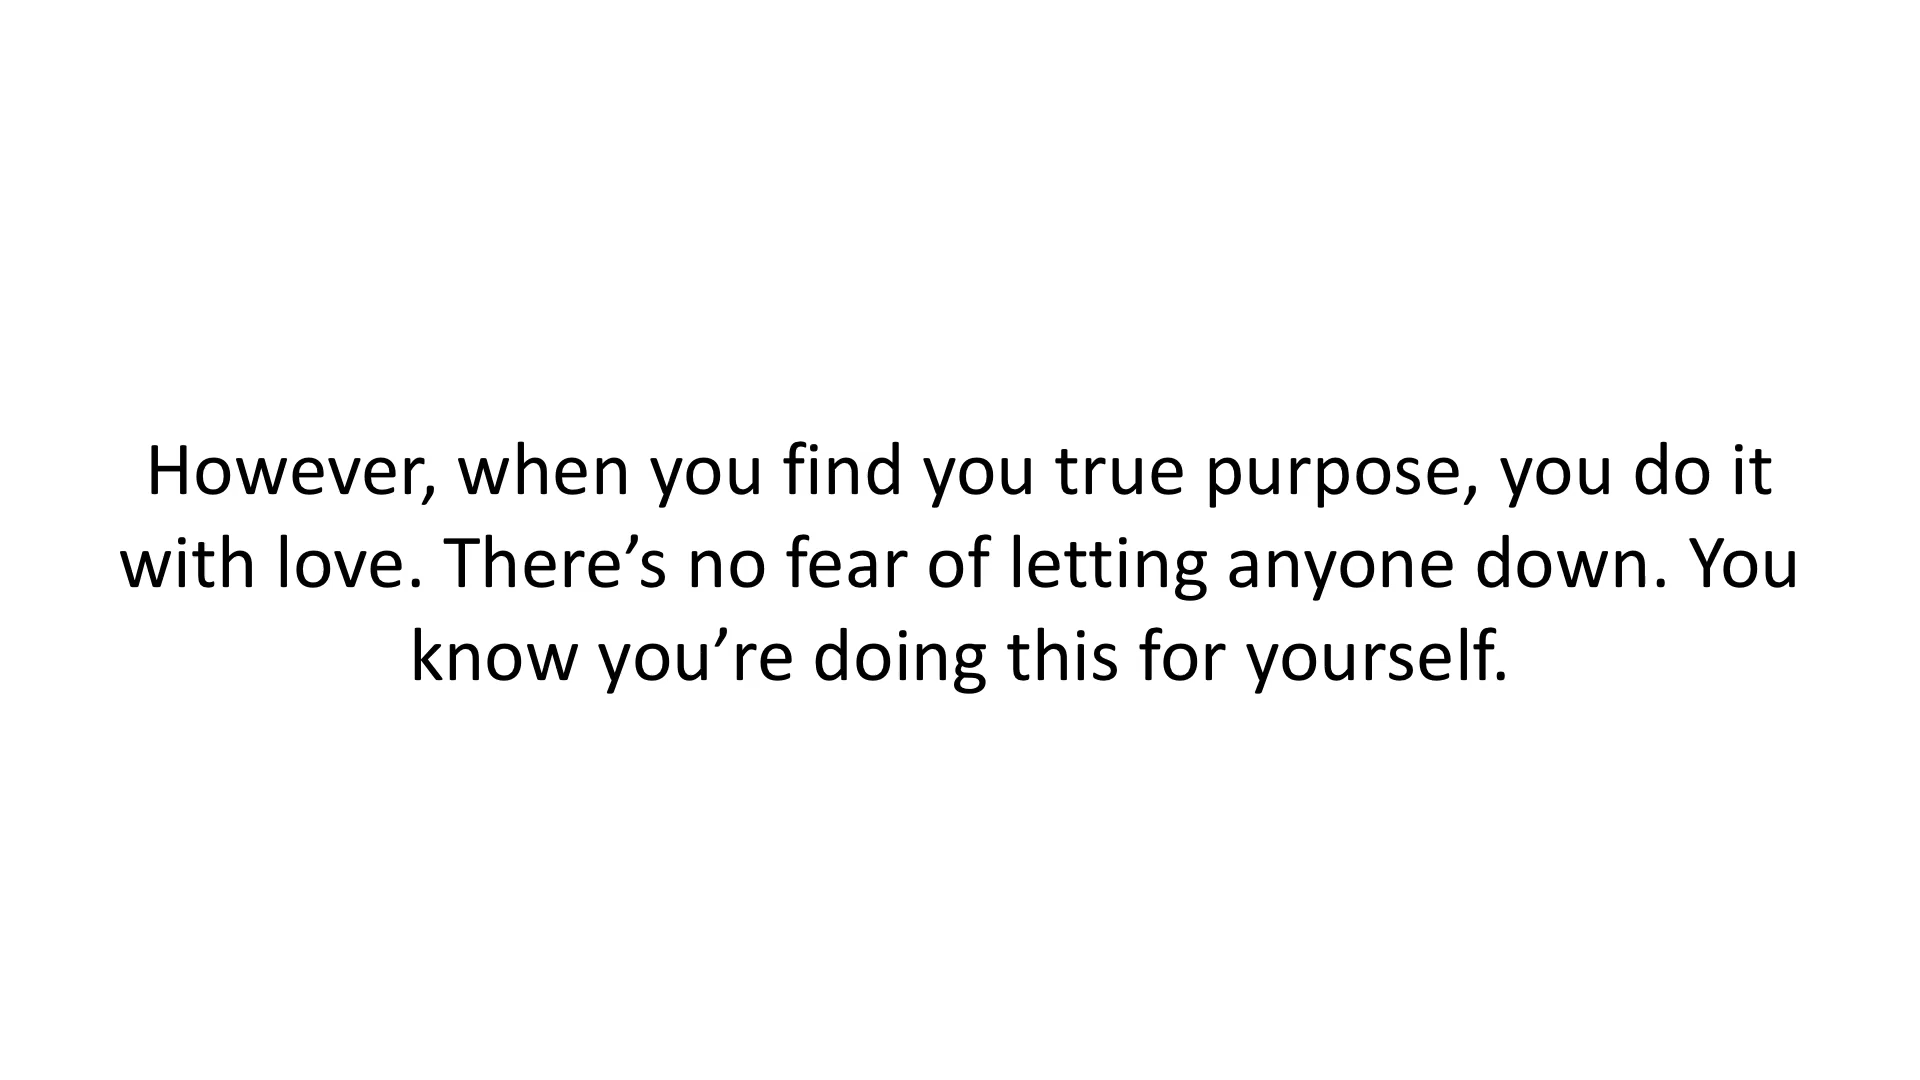 However, when you find you true purpose, you do it
with love. There’s no fear of letting anyone down. You
know you’re doing this for yourself.